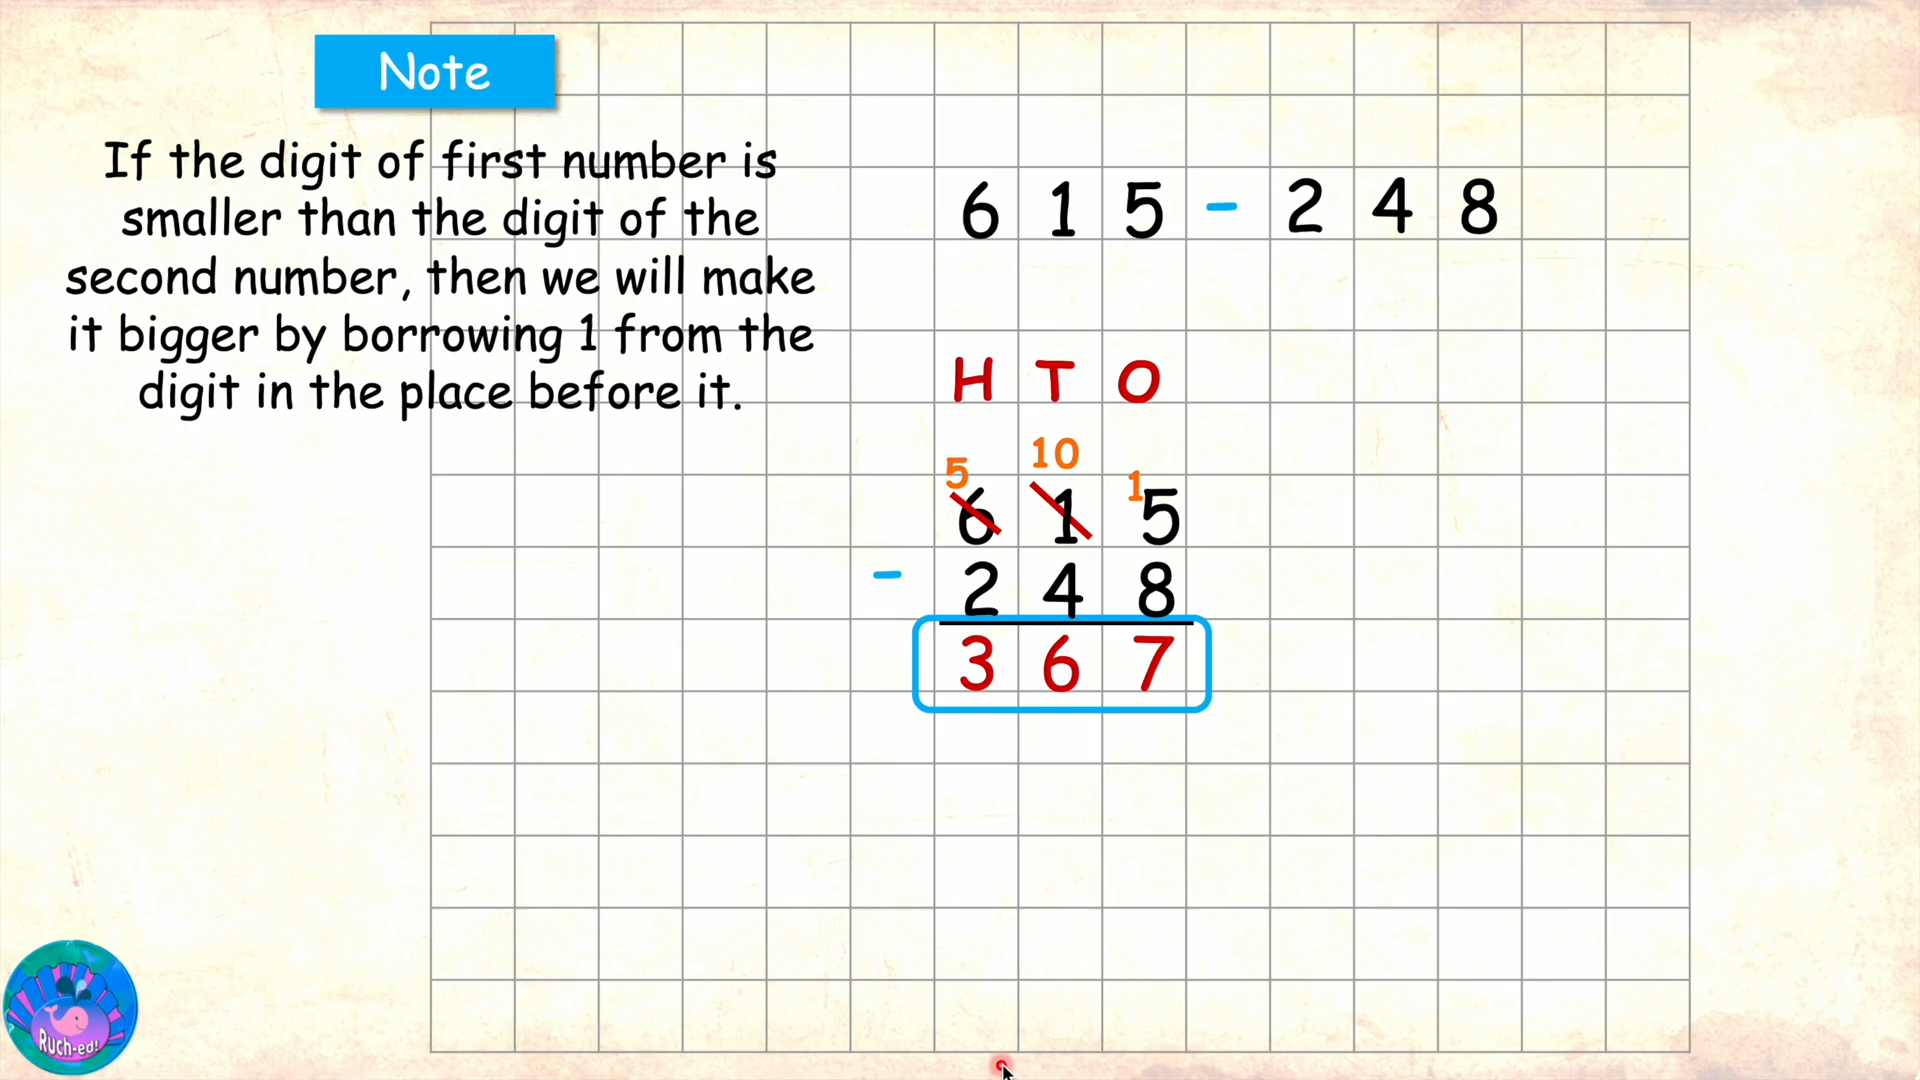 Note
If the digit of first number is
smaller than the digit of the
second number, then we will make
it bigger by borrowing 1 from the
digit in the place before it.
6 1 5 - 2 4 8
H T O
5 10 1
6 1 5
- 2 4 8
3 6 7
Ruch-ed!